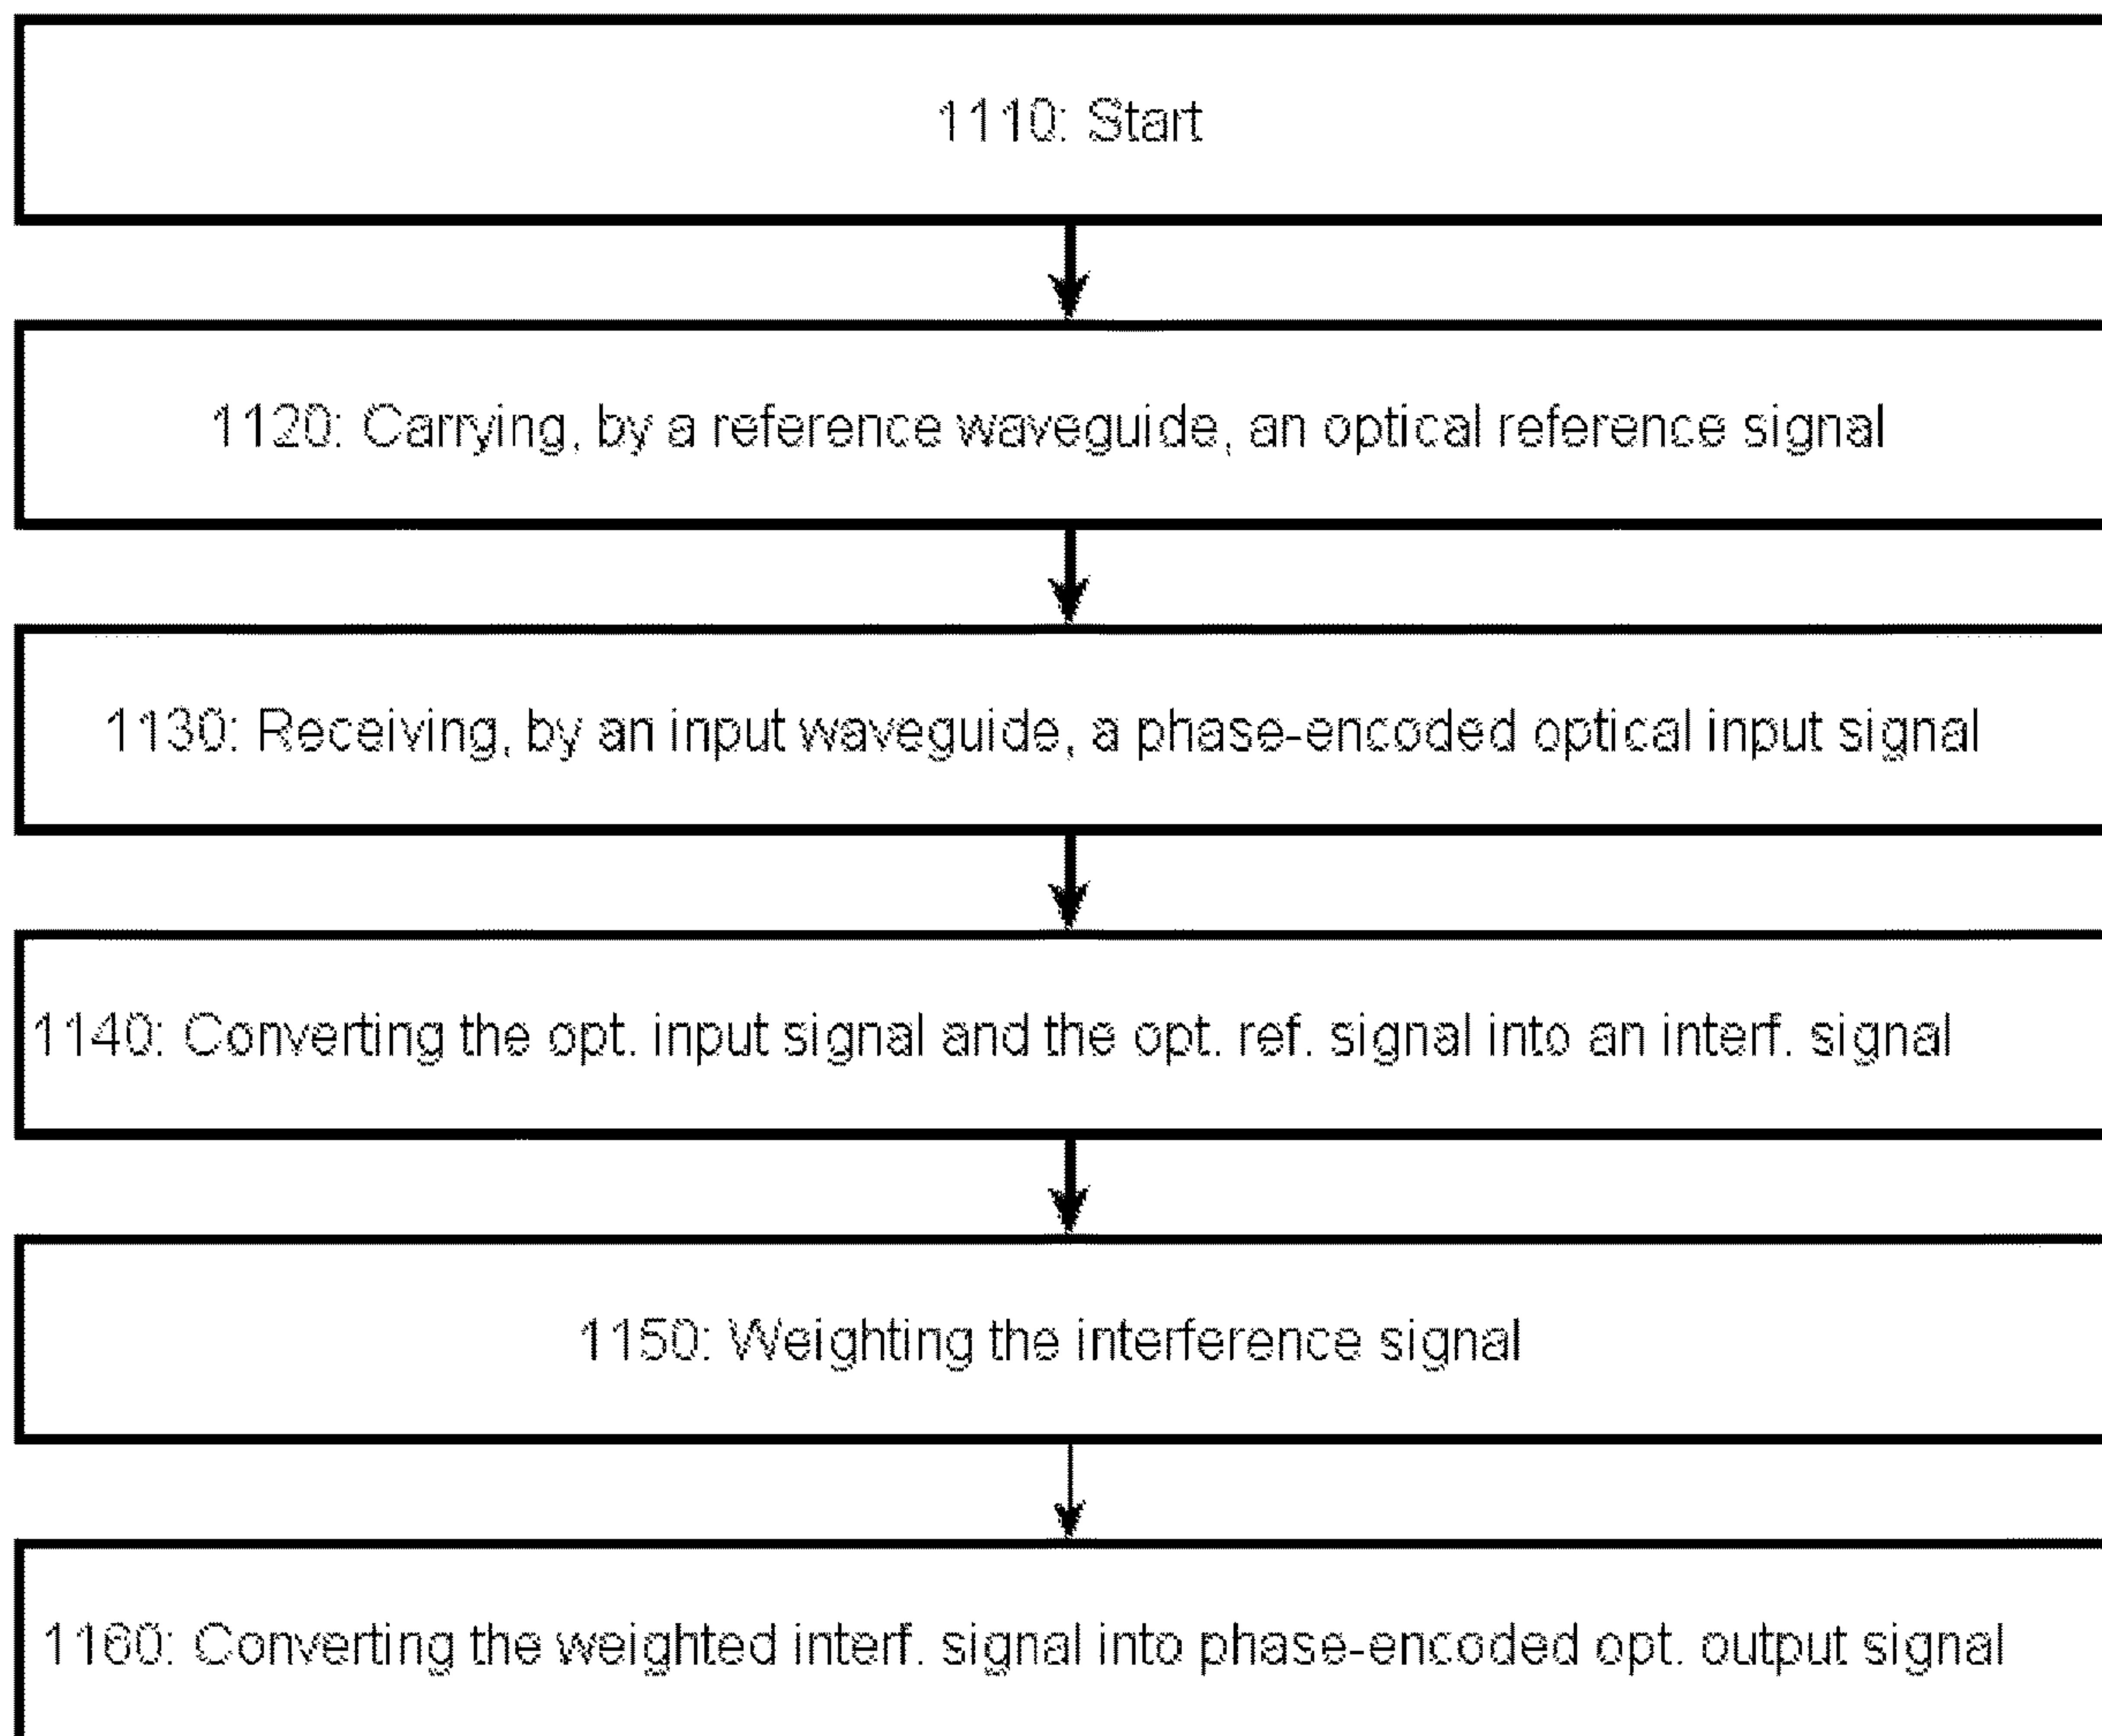 1110: Start
1120: Carrying, by a reference waveguide, an optical reference signal
1130: Receiving, by an input waveguide, a phase-encoded optical input signal
1140: Converting the opt. input signal and the opt. ref. signal into an interf. signal
1150: Weighting the interference signal
1160: Converting the weighted interf. signal into phase-encoded opt. output signal